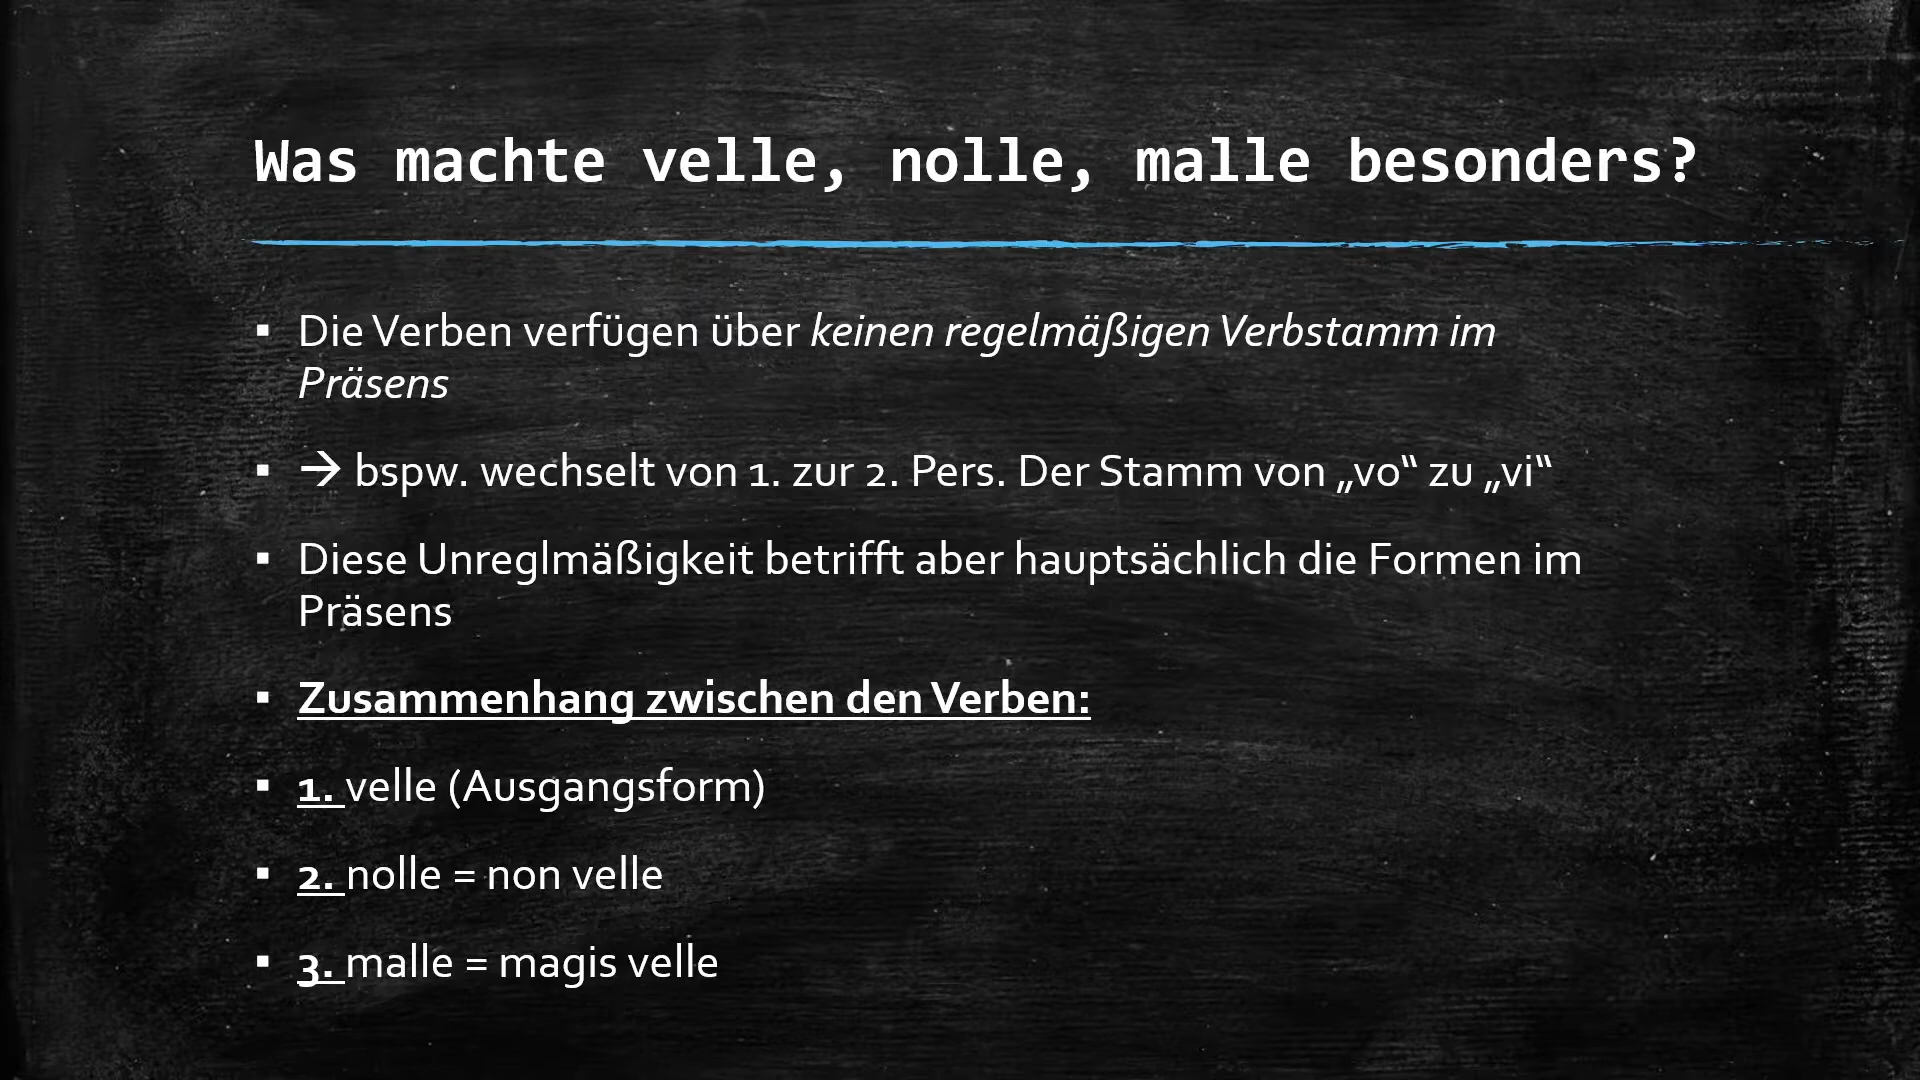 Was machte velle, nolle, malle besonders?
▪ Die Verben verfügen über keinen regelmäßigen Verbstamm im
Präsens
▪ → bspw. wechselt von 1. zur 2. Pers. Der Stamm von „vo“ zu „vi“
▪ Diese Unreglmäßigkeit betrifft aber hauptsächlich die Formen im
Präsens
▪ Zusammenhang zwischen den Verben:
▪ 1. velle (Ausgangsform)
▪ 2. nolle = non velle
▪ 3. malle = magis velle